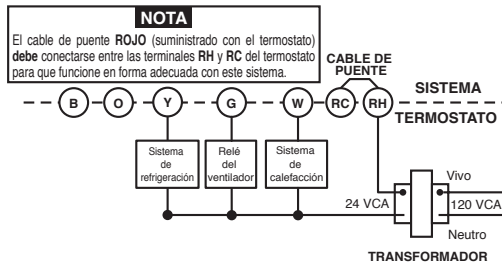 NOTA
El cable de puente ROJO (suministrado con el termostato)
debe conectarse entre las terminales RH y RC del termostato
para que funcione en forma adecuada con este sistema.
CABLE DE
PUENTE
SISTEMA
B O Y G W RC RH
TERMOSTATO
Sistema
de
refrigeración
Relé
del
ventilador
Sistema
de
calefacción
Vivo
24 VCA
120 VCA
Neutro
TRANSFORMADOR